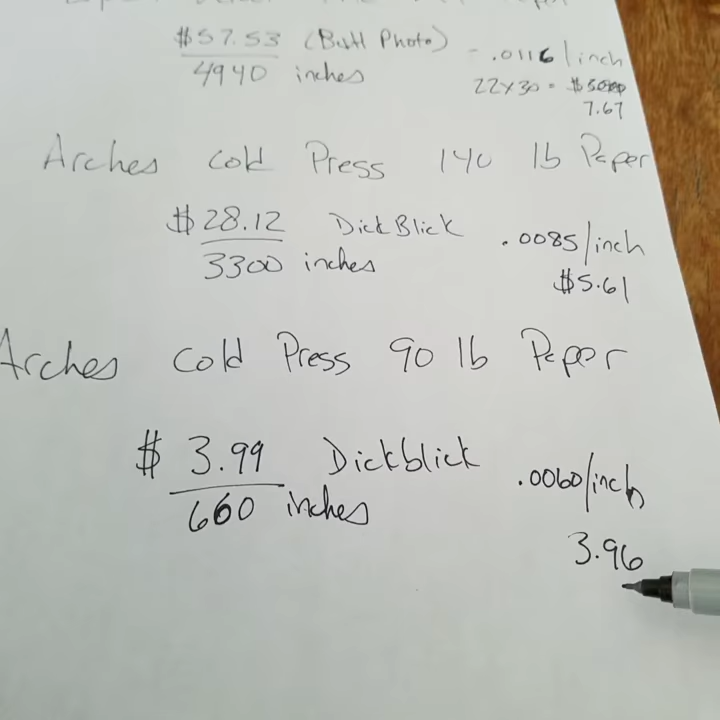 $57.53 (B&H Photo) - .0116/inch
4940 inches 22x30 =
7.67
Arches cold Press 140 lb Paper
$28.12 DickBlick .0085/inch
3300 inches $5.61
Arches cold Press 90 lb Paper
$3.99 Dickblick .0060/inch
660 inches
3.96